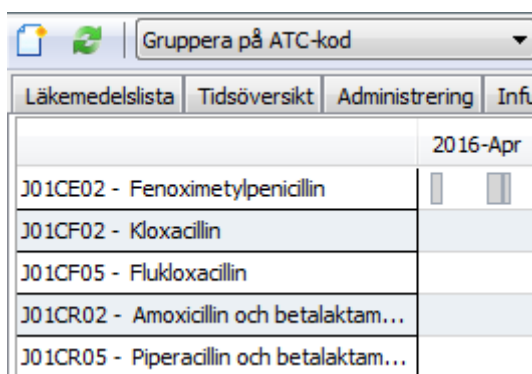 Gruppera på ATC-kod
Läkemedelslista Tidsöversikt Administrering
2016-Apr
J01CE02 - Fenoximetylpenicillin
J01CF02 - Kloxacillin
J01CF05 - Flukloxacillin
J01CR02 - Amoxicillin och betalaktam...
J01CR05 - Piperacillin och betalaktam...